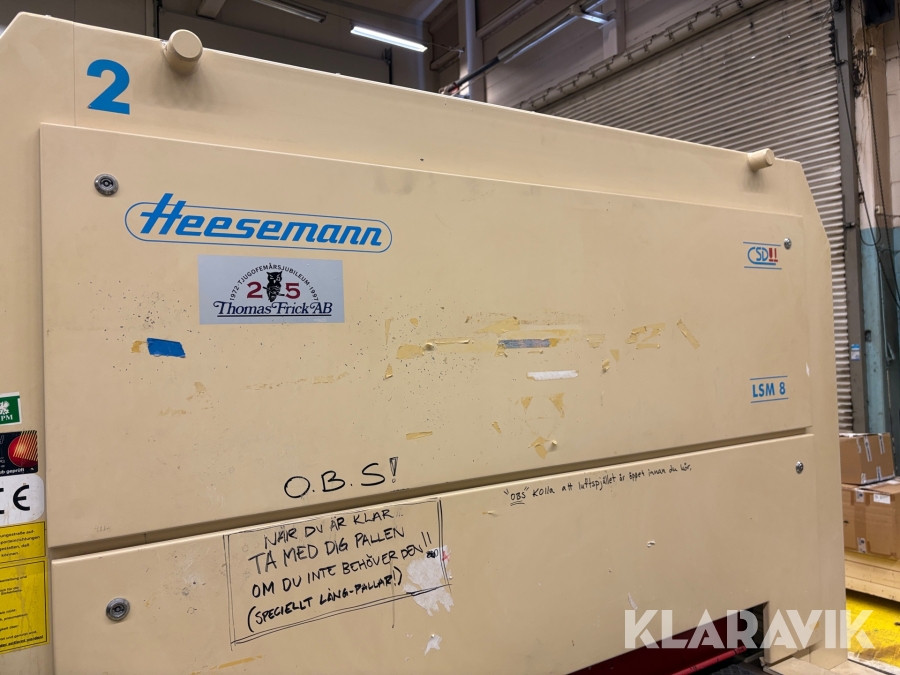 2
Heesemann
1972·TJUGOFEMÅRSJUBILEUM·1997
25
Thomas Frick AB
CSD!!
LSM 8
PM
geprüft
CE
O.B.S!
"OBS" Kolla att luftspjället är öppet innan du kör.
NÄR DU ÄR KLAR...
TA MED DIG PALLEN
OM DU INTE BEHÖVER DEN!!
(SPECIELLT LÅNG-PALLAR!)
KLARAVIK